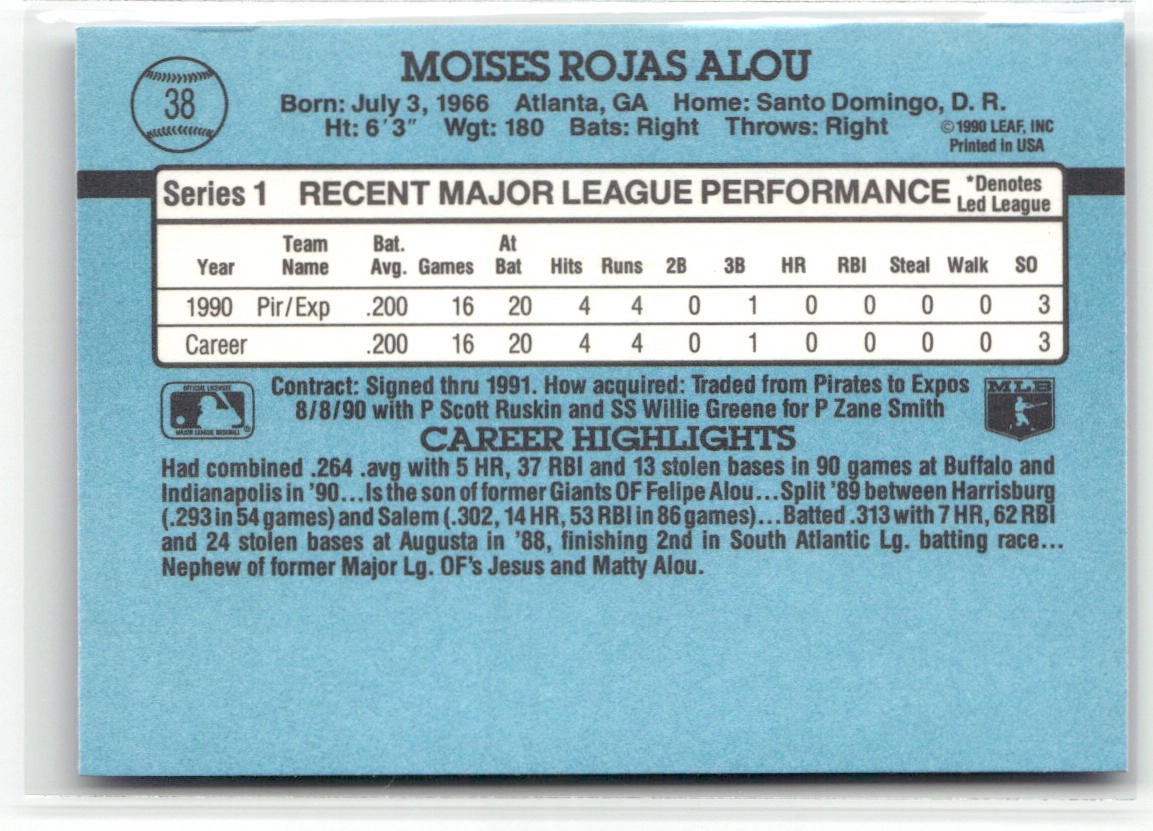 38
MOISES ROJAS ALOU
Born: July 3, 1966 Atlanta, GA Home: Santo Domingo, D. R.
Ht: 6'3" Wgt: 180 Bats: Right Throws: Right
©1990 LEAF, INC
Printed in USA
Series 1 RECENT MAJOR LEAGUE PERFORMANCE
*Denotes
Led League
Year Team Name Bat. Avg. Games At Bat Hits Runs 2B 3B HR RBI Steal Walk SO
1990 Pir/Exp .200 16 20 4 4 0 1 0 0 0 0 3
Career .200 16 20 4 4 0 1 0 0 0 0 3
OFFICIAL LICENSEE
MAJOR LEAGUE BASEBALL
®
Contract: Signed thru 1991. How acquired: Traded from Pirates to Expos
8/8/90 with P Scott Ruskin and SS Willie Greene for P Zane Smith
MLB
CAREER HIGHLIGHTS
Had combined .264 .avg with 5 HR, 37 RBI and 13 stolen bases in 90 games at Buffalo and
Indianapolis in '90...Is the son of former Giants OF Felipe Alou...Split '89 between Harrisburg
(.293 in 54 games) and Salem (.302, 14 HR, 53 RBI in 86 games)...Batted .313 with 7 HR, 62 RBI
and 24 stolen bases at Augusta in '88, finishing 2nd in South Atlantic Lg. batting race...
Nephew of former Major Lg. OF's Jesus and Matty Alou.